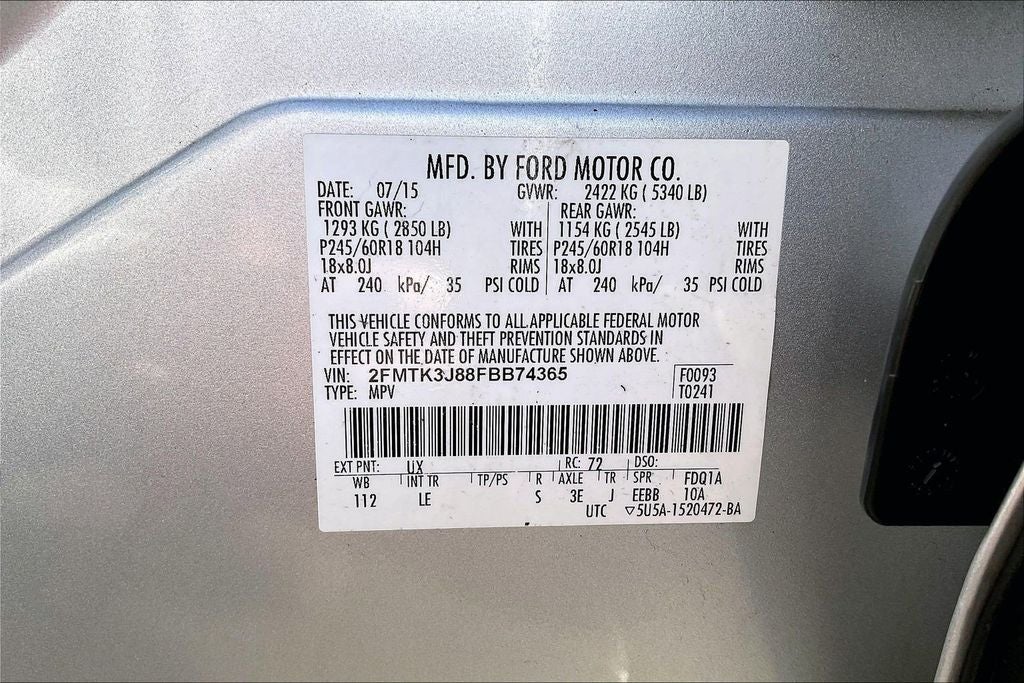 MFD. BY FORD MOTOR CO.
DATE: 07/15 GVWR: 2422 KG ( 5340 LB)
FRONT GAWR: REAR GAWR:
1293 KG ( 2850 LB) WITH 1154 KG ( 2545 LB) WITH
P245/60R18 104H TIRES P245/60R18 104H TIRES
18x8.0J RIMS 18x8.0J RIMS
AT 240 kPa/ 35 PSI COLD AT 240 kPa/ 35 PSI COLD
THIS VEHICLE CONFORMS TO ALL APPLICABLE FEDERAL MOTOR
VEHICLE SAFETY AND THEFT PREVENTION STANDARDS IN
EFFECT ON THE DATE OF MANUFACTURE SHOWN ABOVE.
VIN: 2FMTK3J88FBB74365 F0093
TYPE: MPV T0241
EXT PNT: UX RC: 72 DSO:
WB INT TR TP/PS R AXLE TR SPR FDQ1A
112 LE S 3E J EEBB 10A
UTC ▽5U5A-1520472-BA